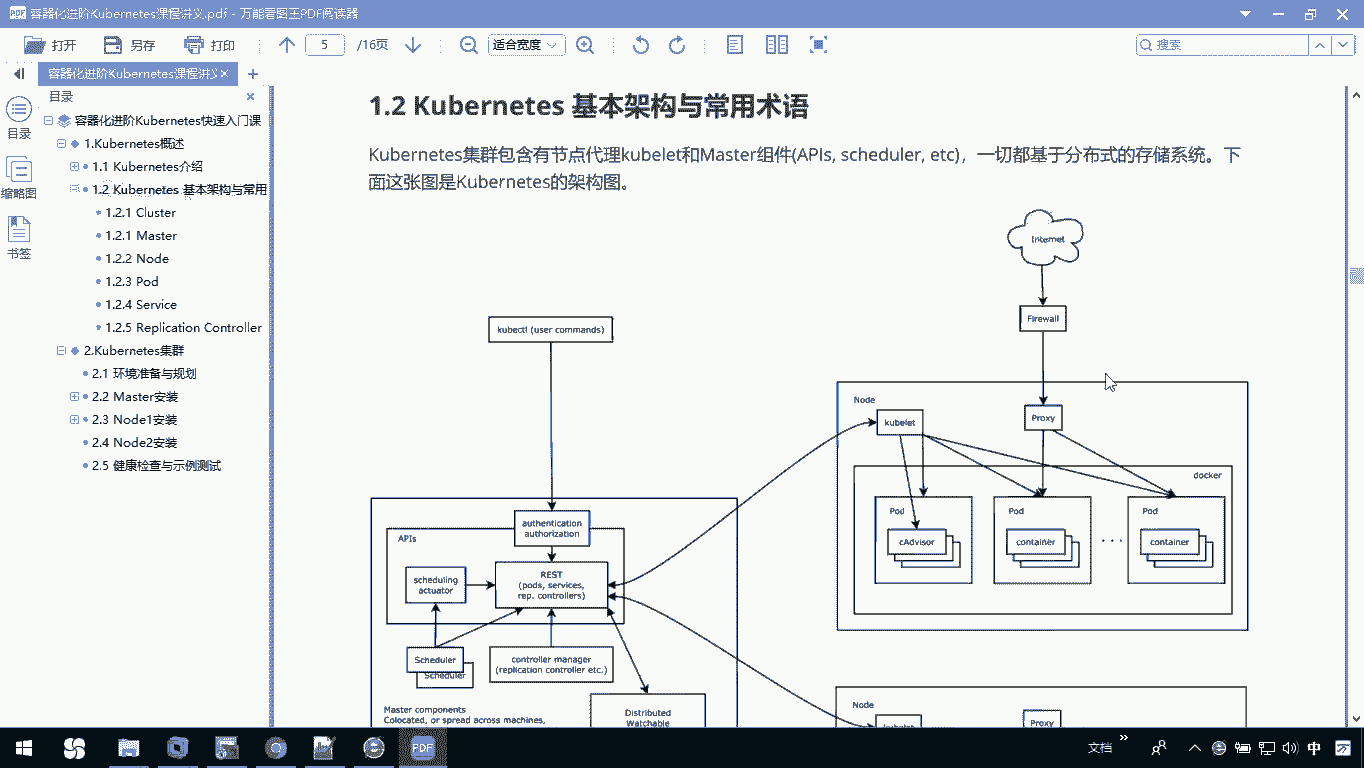 容器化进阶Kubernetes课程讲义.pdf - 万能看图王PDF阅读器
打开
另存
打印
5
/16页
适合宽度
搜索
容器化进阶Kubernetes课程讲义
目录
目录
缩略图
书签
容器化进阶Kubernetes快速入门课
1.Kubernetes概述
1.1 Kubernetes介绍
1.2 Kubernetes 基本架构与常用
1.2.1 Cluster
1.2.1 Master
1.2.2 Node
1.2.3 Pod
1.2.4 Service
1.2.5 Replication Controller
2.Kubernetes集群
2.1 环境准备与规划
2.2 Master安装
2.3 Node1安装
2.4 Node2安装
2.5 健康检查与示例测试
1.2 Kubernetes 基本架构与常用术语
Kubernetes集群包含有节点代理kubelet和Master组件(APIs, scheduler, etc)，一切都基于分布式的存储系统。下
面这张图是Kubernetes的架构图。
Internet
Firewall
kubectl (user commands)
Node
kubelet
Proxy
docker
Pod
Pod
Pod
cAdvisor
container
container
...
authentication
authorization
APIs
scheduling
actuator
REST
(pods, services,
rep. controllers)
Scheduler
Scheduler
controller manager
(replication controller etc.)
Master components
Colocated, or spread across machines,
Distributed
Watchable
Node
kubelet
Proxy
PDF
文档
中